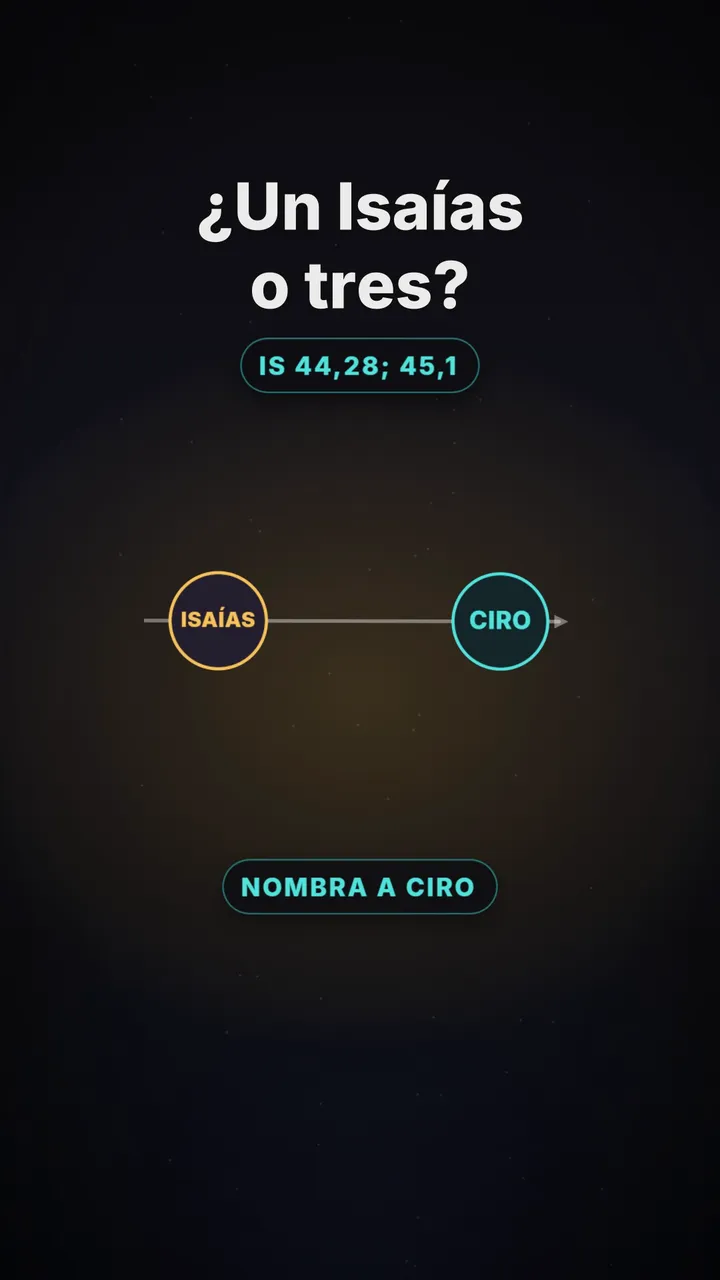 ¿Un Isaías
o tres?
IS 44,28; 45,1
ISAÍAS
CIRO
NOMBRA A CIRO